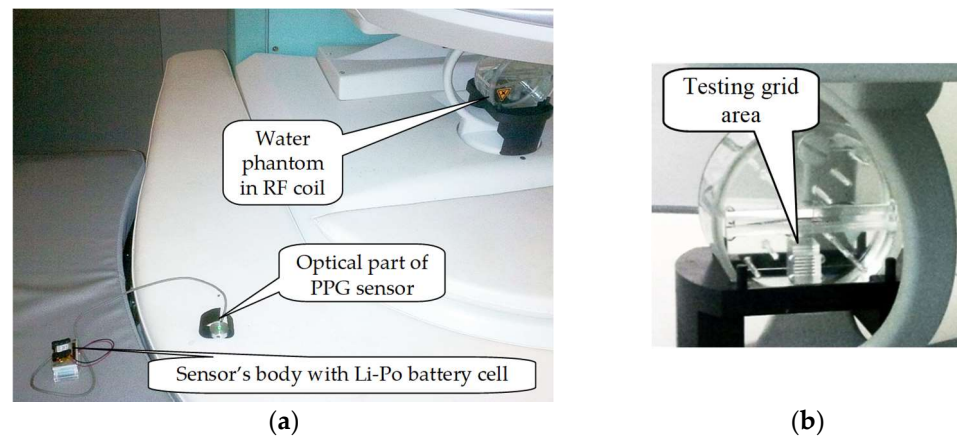 Water
phantom
in RF coil
Optical part of
PPG sensor
Sensor's body with Li-Po battery cell
(a)
Testing grid
area
(b)